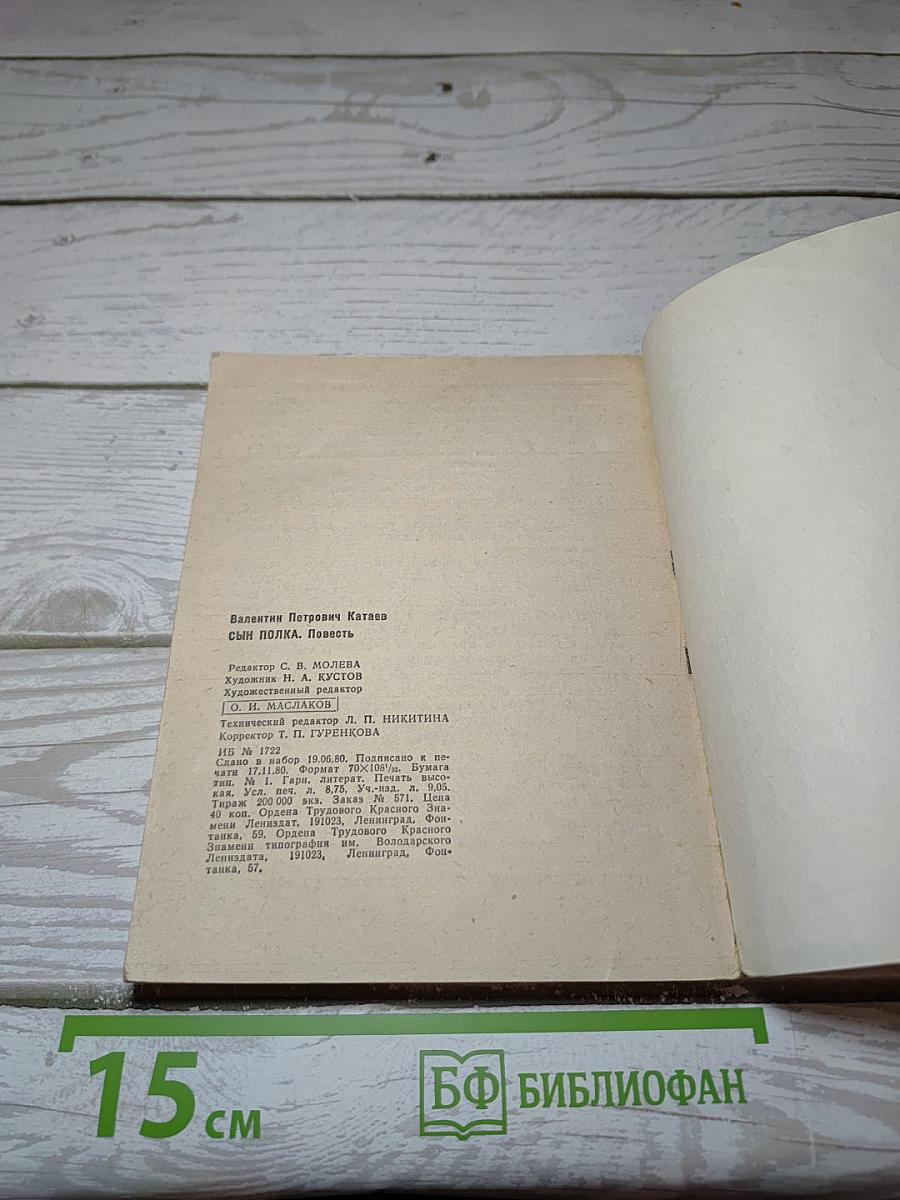 Валентин Петрович Катаев
СЫН ПОЛКА. Повесть
Редактор С. В. МОЛЕВА
Художник Н. А. КУСТОВ
Художественный редактор
О. И. МАСЛАКОВ
Технический редактор Л. П. НИКИТИНА
Корректор Т. П. ГУРЕНКОВА
ИБ № 1722
Сдано в набор 19.06.80. Подписано к пе-
чати 17.11.80. Формат 70×108¹/₃₂. Бумага
тип. № 1. Гарн. литерат. Печать высо-
кая. Усл. печ. л. 8,75. Уч.-изд. л. 9,05.
Тираж 200 000 экз. Заказ № 571. Цена
40 коп. Ордена Трудового Красного Зна-
мени Лениздат, 191023, Ленинград, Фон-
танка, 59. Ордена Трудового Красного
Знамени типография им. Володарского
Лениздата, 191023, Ленинград, Фон-
танка, 57.
15 см
БФ БИБЛИОФАН